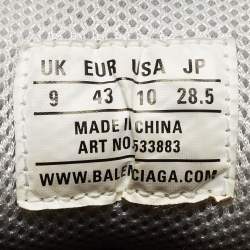 UK EUR USA JP
9 43 10 28.5
MADE IN CHINA
ART NO.533883
WWW.BALENCIAGA.COM